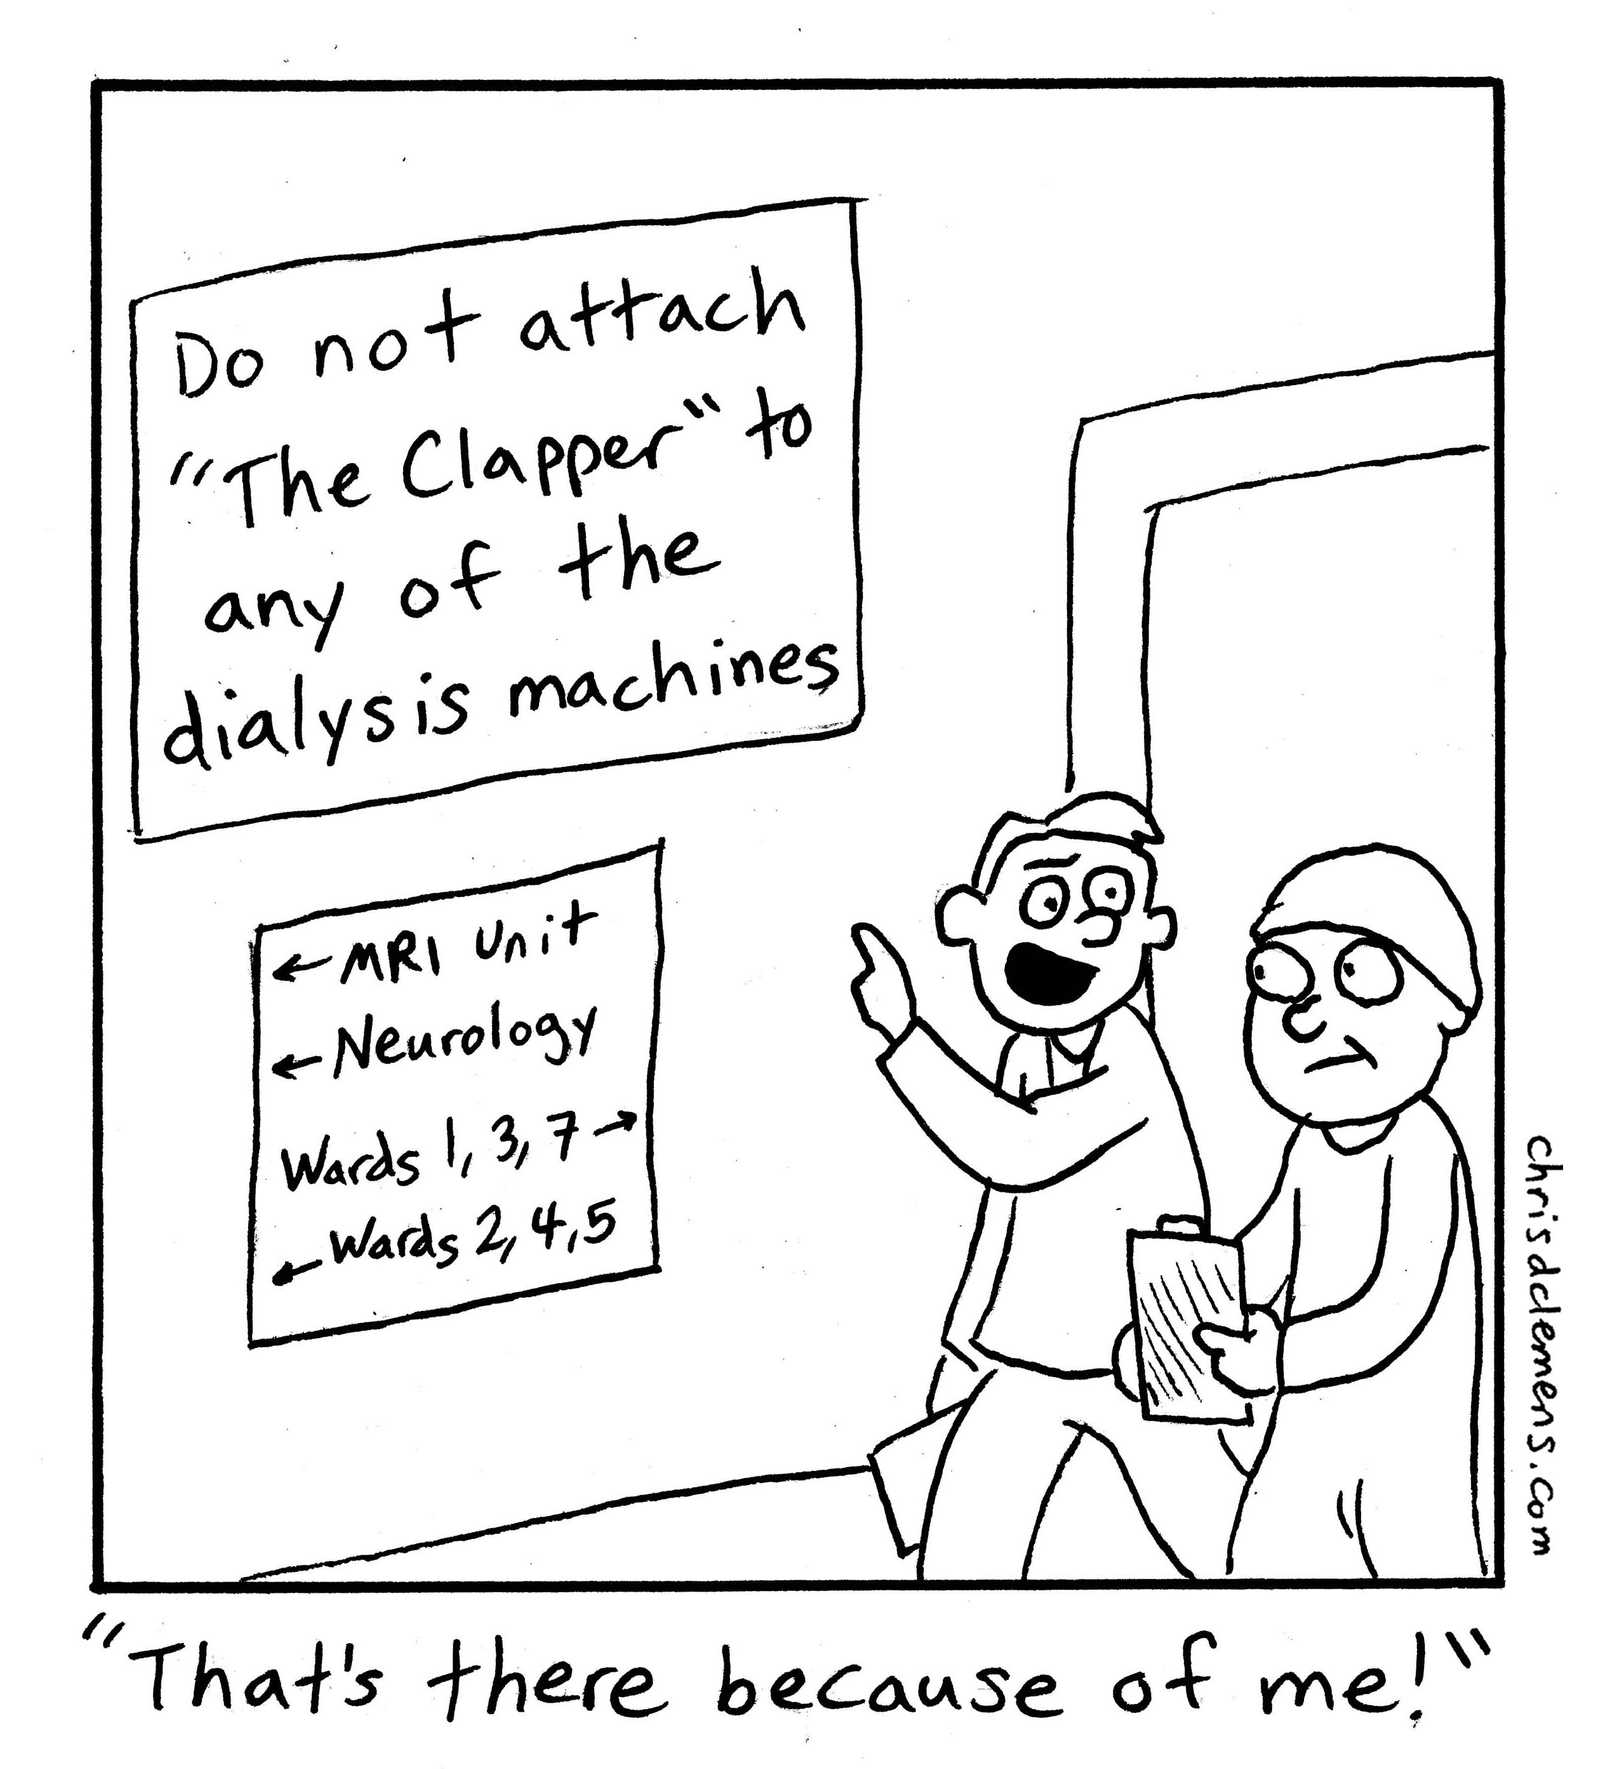 Do not attach
"The Clapper" to
any of the
dialysis machines
← MRI Unit
← Neurology
Wards 1, 3, 7 →
← Wards 2, 4, 5
chrisdclemens.com
"That's there because of me!"